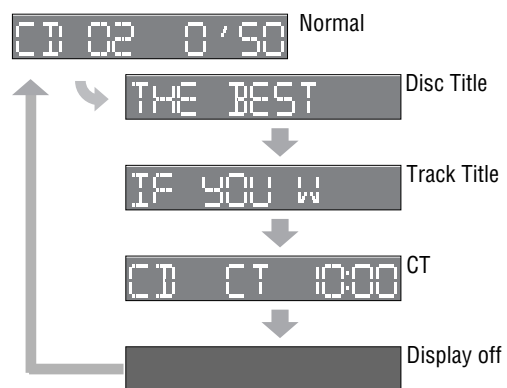 CD 02 0'50 Normal
THE BEST Disc Title
IF YOU W Track Title
CD CT 10:00 CT
Display off